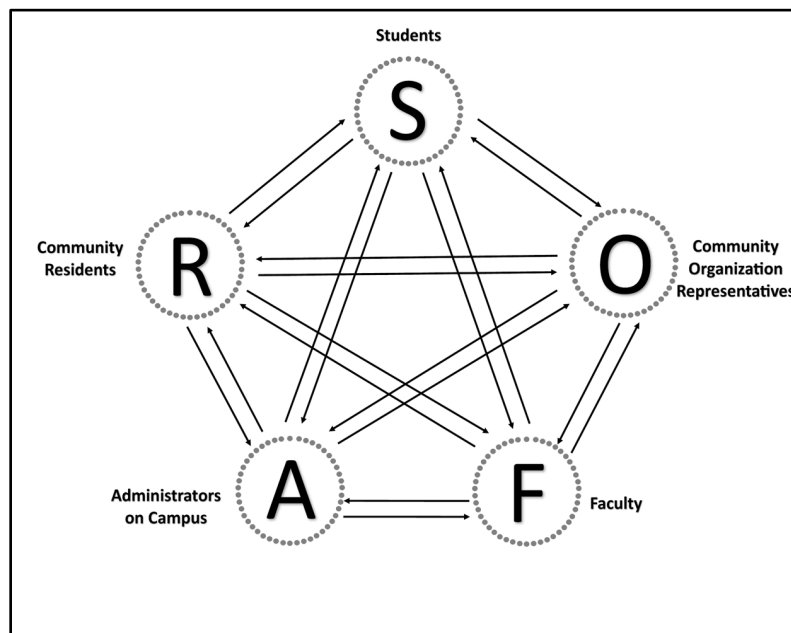 Students
S
Community
Residents
R
O
Community
Organization
Representatives
Administrators
on Campus
A
F
Faculty